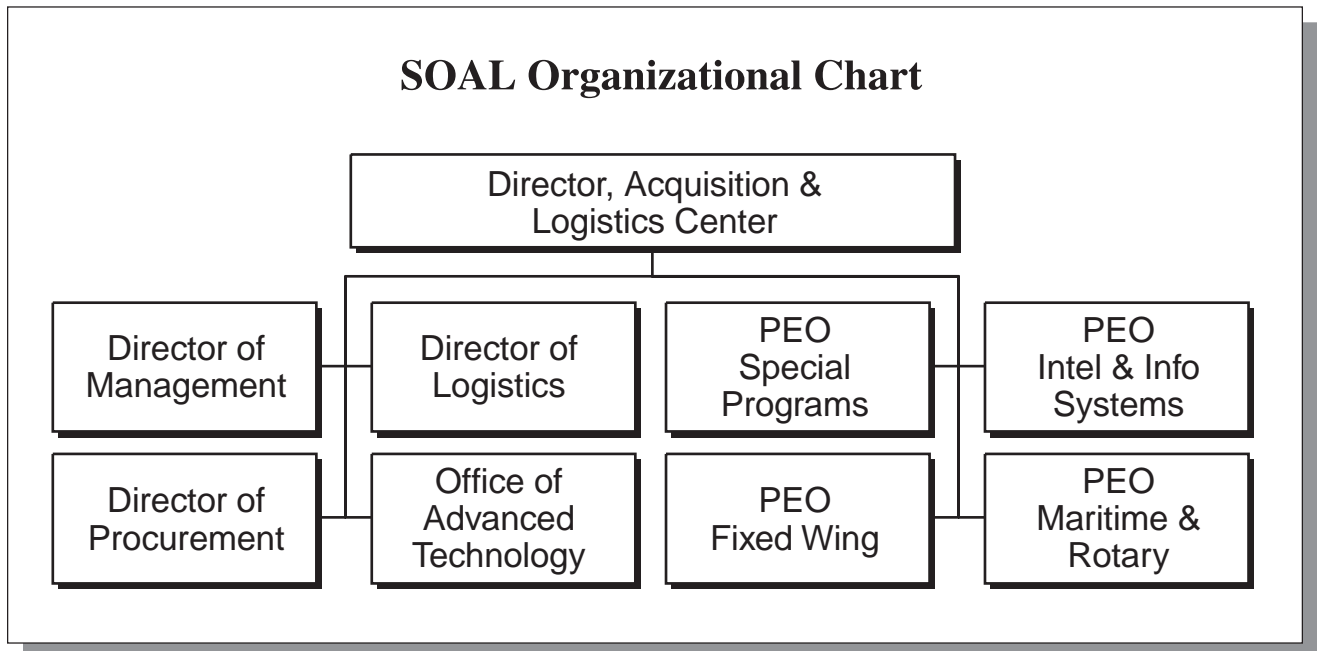 SOAL Organizational Chart
Director, Acquisition &
Logistics Center
Director of
Management
Director of
Logistics
PEO
Special
Programs
PEO
Intel & Info
Systems
Director of
Procurement
Office of
Advanced
Technology
PEO
Fixed Wing
PEO
Maritime &
Rotary